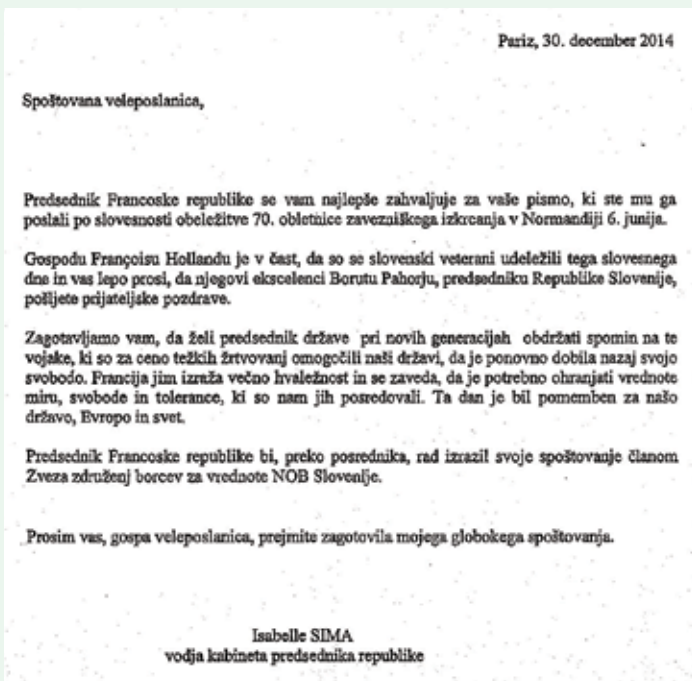 Pariz, 30. december 2014
Spoštovana veleposlanica,
Predsednik Francoske republike se vam najlepše zahvaljuje za vaše pismo, ki ste mu ga
poslali po slovesnosti obeležitve 70. obletnice zavezniškega izkrcanja v Normandiji 6. junija.
Gospodu Françoisu Hollandu je v čast, da so se slovenski veterani udeležili tega slovesnega
dne in vas lepo prosi, da njegovi ekscelenci Borutu Pahorju, predsedniku Republike Slovenije,
pošljete prijateljske pozdrave.
Zagotavljamo vam, da želi predsednik države pri novih generacijah obdržati spomin na te
vojake, ki so za ceno težkih žrtvovanj omogočili naši državi, da je ponovno dobila nazaj svojo
svobodo. Francija jim izraža večno hvaležnost in se zaveda, da je potrebno ohranjati vrednote
miru, svobode in tolerance, ki so nam jih posredovali. Ta dan je bil pomemben za našo
državo, Evropo in svet.
Predsednik Francoske republike bi, preko posrednika, rad izrazil svoje spoštovanje članom
Zveza združenj borcev za vrednote NOB Slovenije.
Prosim vas, gospa veleposlanica, prejmite zagotovila mojega globokega spoštovanja.
Isabelle SIMA
vodja kabineta predsednika republike